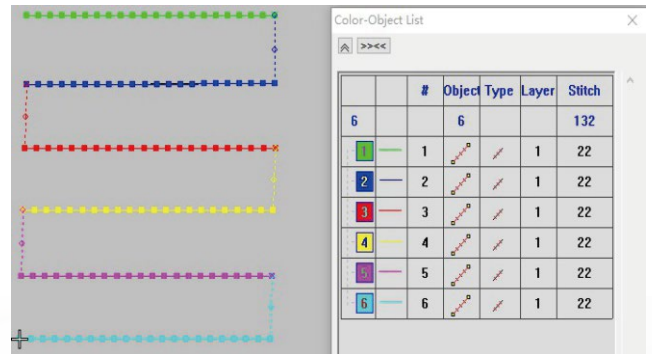 Color-Object List
>><<
# Object Type Layer Stitch
6 6 132
1 1 1 22
2 2 1 22
3 3 1 22
4 4 1 22
5 5 1 22
6 6 1 22